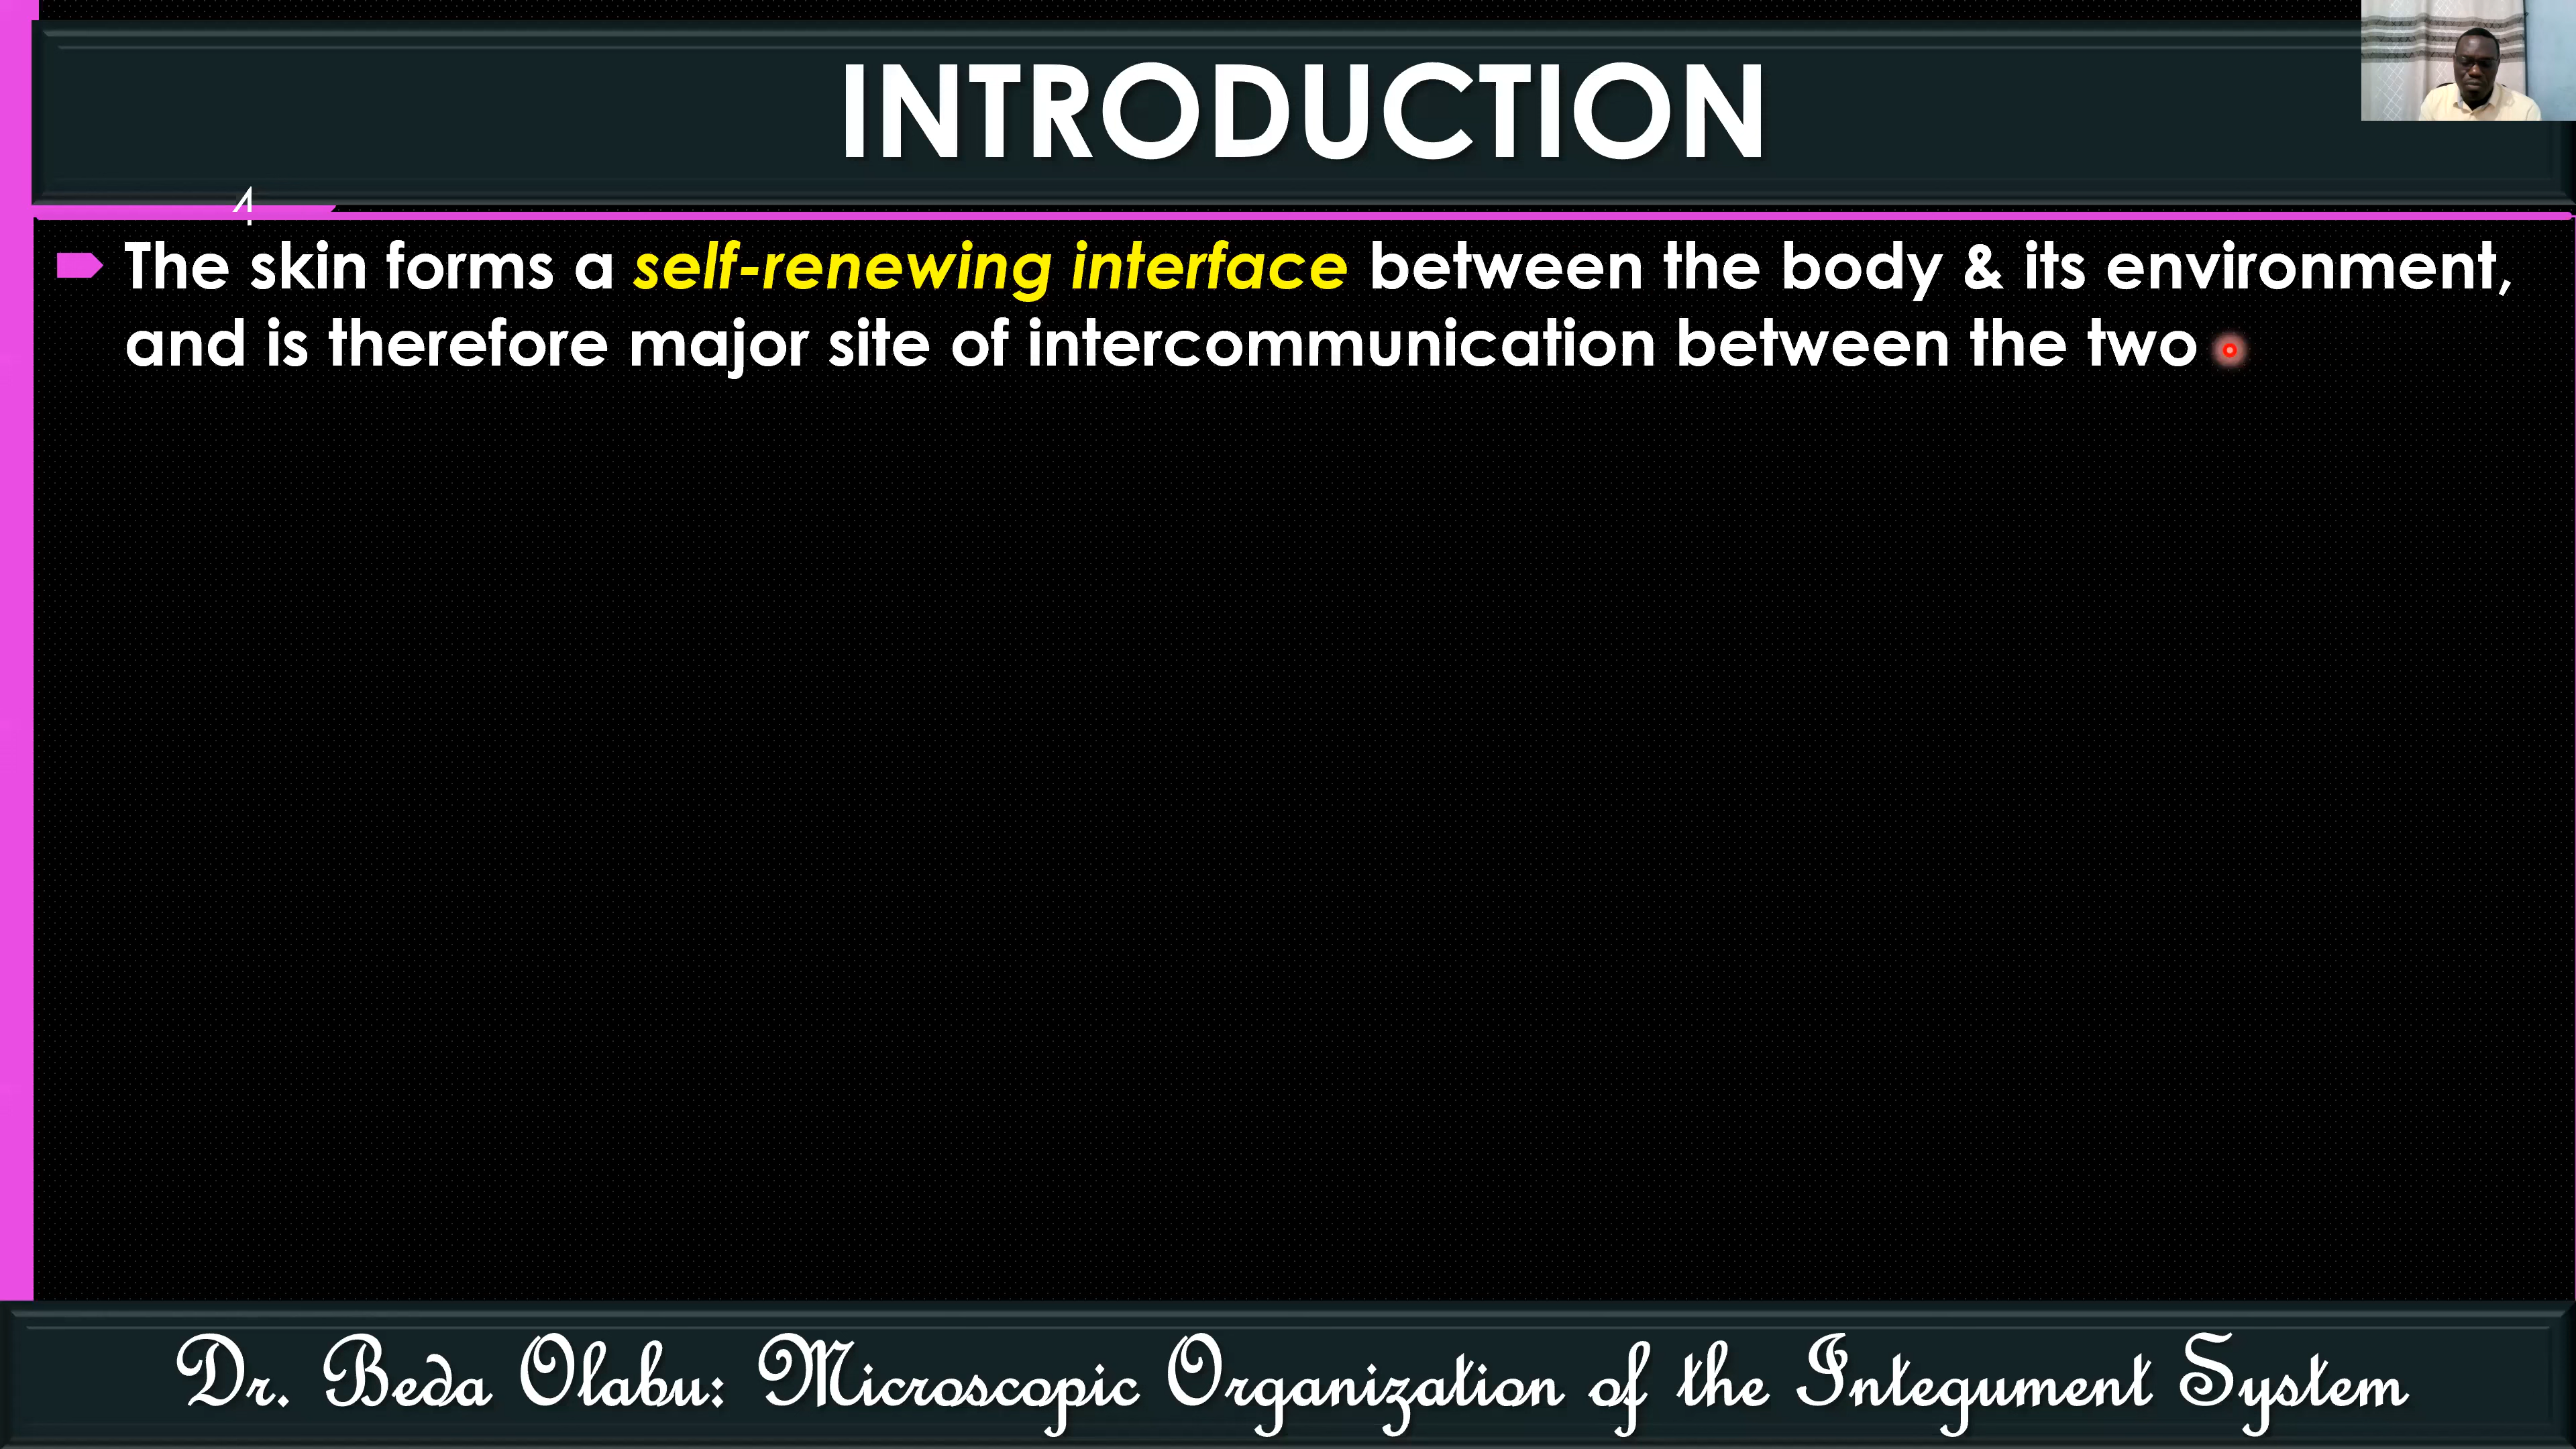 INTRODUCTION
4
The skin forms a self-renewing interface between the body & its environment,
and is therefore major site of intercommunication between the two
Dr. Beda Olabu: Microscopic Organization of the Integument System